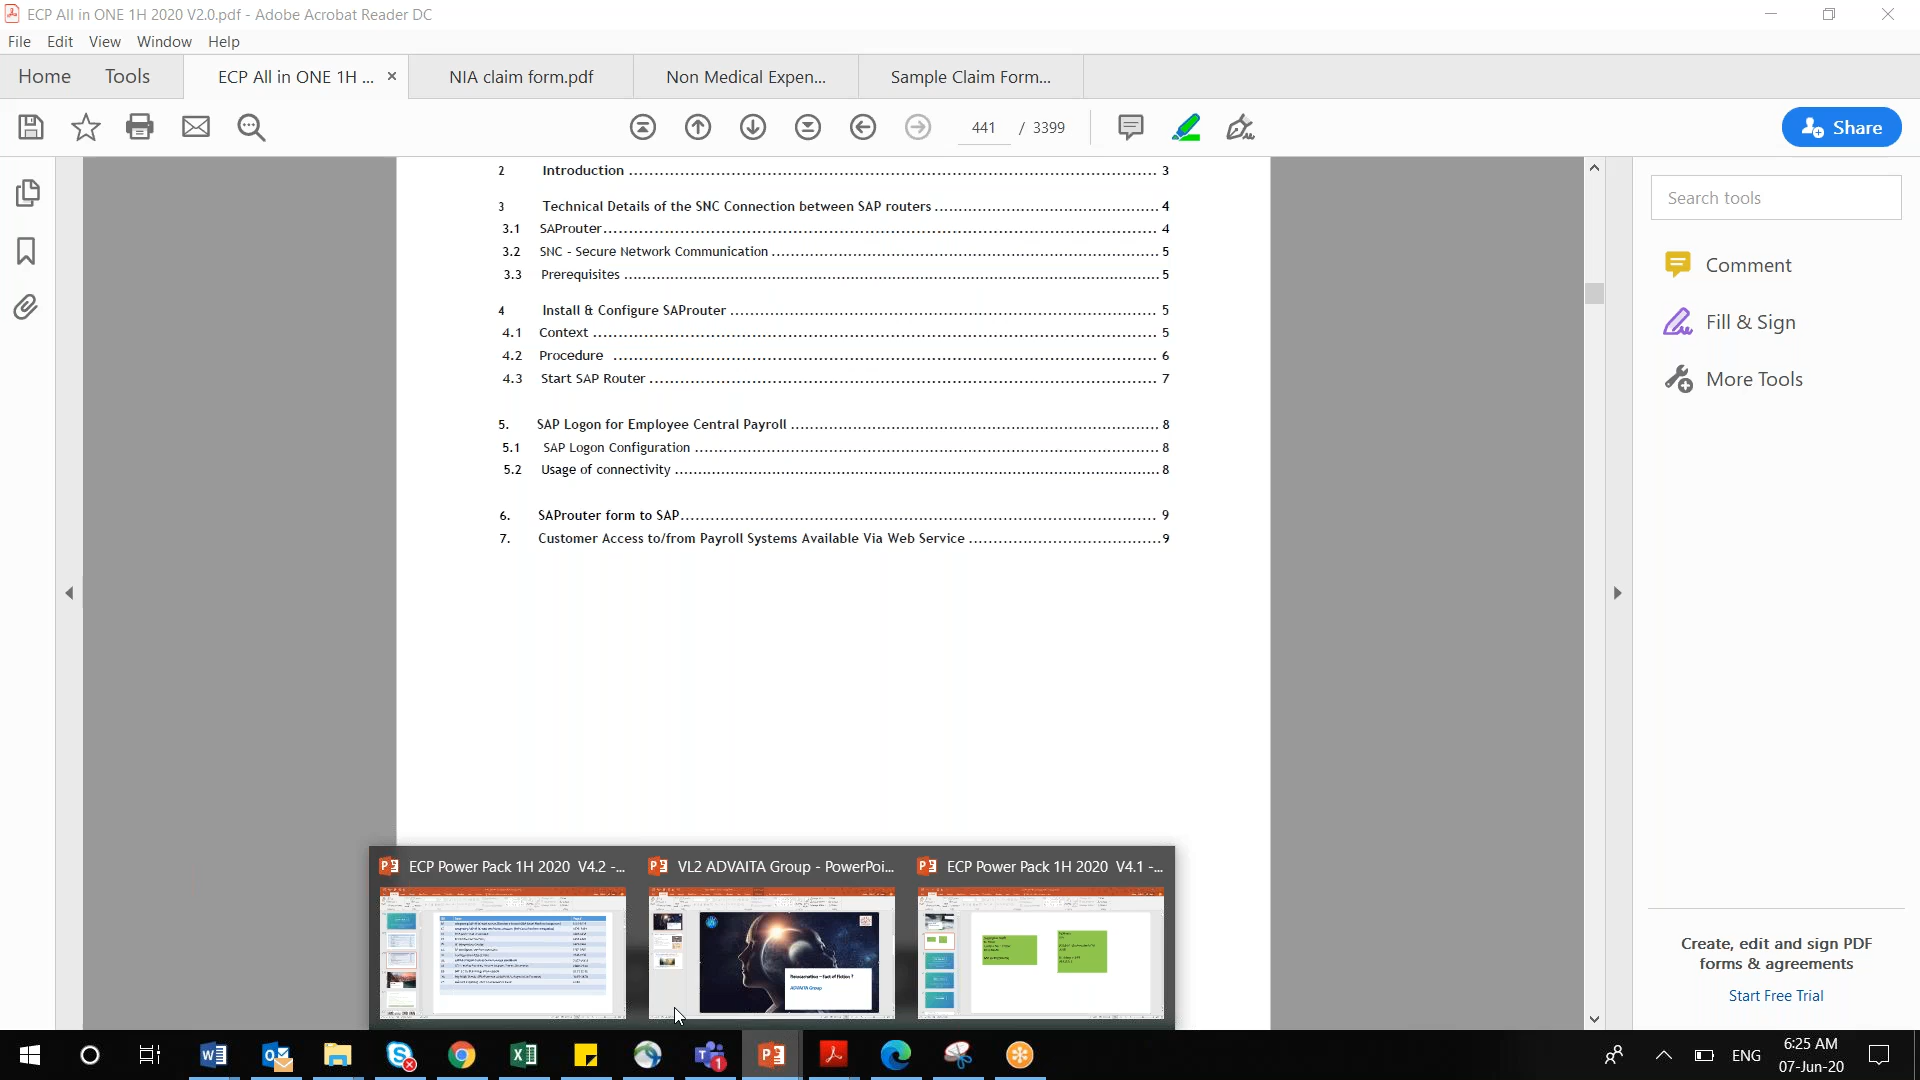 ECP All in ONE 1H 2020 V2.0.pdf - Adobe Acrobat Reader DC
File Edit View Window Help
Home Tools ECP All in ONE 1H ... × NIA claim form.pdf Non Medical Expen... Sample Claim Form...
441 / 3399 Share
2 Introduction 3
3 Technical Details of the SNC Connection between SAP routers 4
3.1 SAProuter 4
3.2 SNC - Secure Network Communication 5
3.3 Prerequisites 5
4 Install & Configure SAProuter 5
4.1 Context 5
4.2 Procedure 6
4.3 Start SAP Router 7
5. SAP Logon for Employee Central Payroll 8
5.1 SAP Logon Configuration 8
5.2 Usage of connectivity 8
6. SAProuter form to SAP 9
7. Customer Access to/from Payroll Systems Available Via Web Service 9
Search tools
Comment
Fill & Sign
More Tools
Create, edit and sign PDF
forms & agreements
Start Free Trial
ECP Power Pack 1H 2020 V4.2 -... VL2 ADVAITA Group - PowerPoi... ECP Power Pack 1H 2020 V4.1 -...
Reincarnation – Fact of Fiction ?
ADVAITA Group
ENG
6:25 AM
07-Jun-20